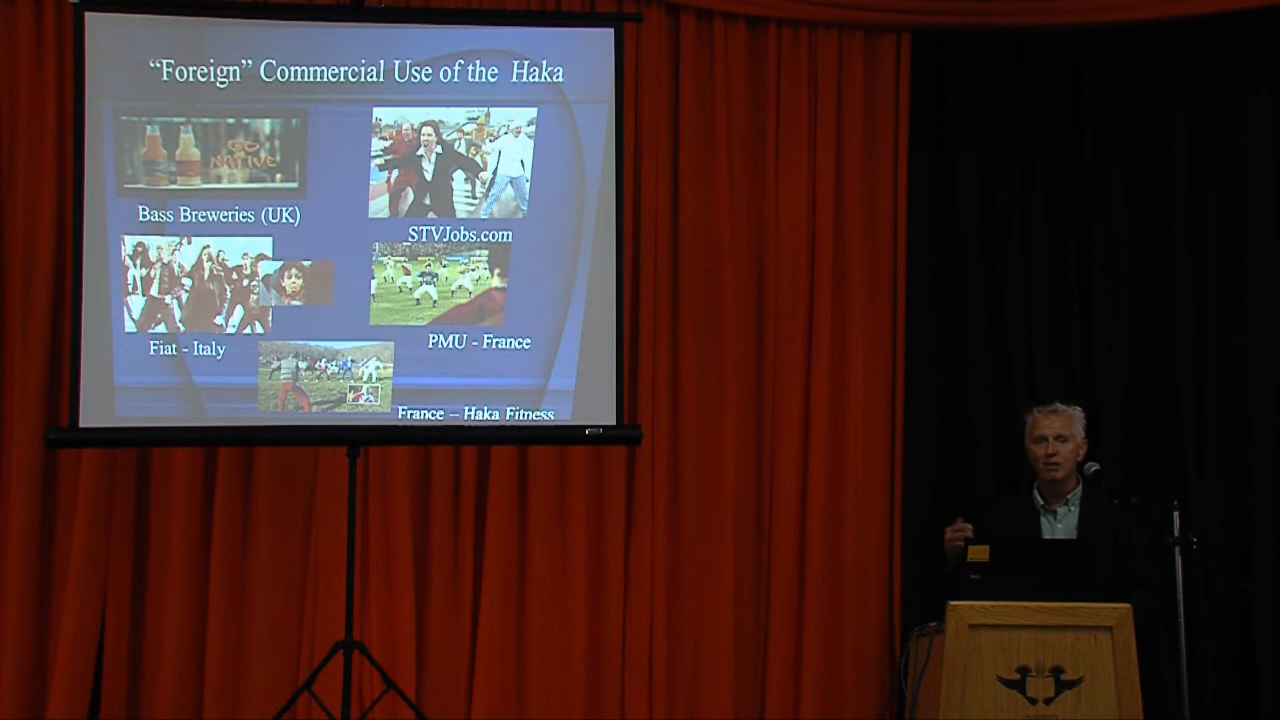 “Foreign” Commercial Use of the Haka
GO
NATIVE
Bass Breweries (UK)
STVJobs.com
Fiat - Italy
PMU - France
France – Haka Fitness